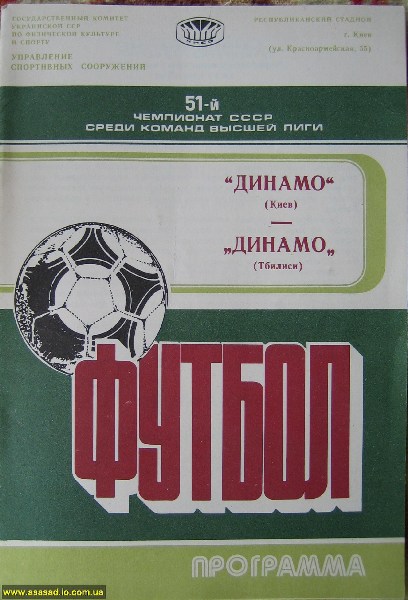 ГОСУДАРСТВЕННЫЙ КОМИТЕТ
УКРАИНСКОЙ ССР
ПО ФИЗИЧЕСКОЙ КУЛЬТУРЕ
И СПОРТУ
УПРАВЛЕНИЕ
СПОРТИВНЫХ СООРУЖЕНИЙ
КИЕВ
РЕСПУБЛИКАНСКИЙ СТАДИОН
г. Киев
(ул. Красноармейская, 55)
51-й
ЧЕМПИОНАТ СССР
СРЕДИ КОМАНД ВЫСШЕЙ ЛИГИ
“ДИНАМО“
(Киев)
—
„ДИНАМО„
(Тбилиси)
ФУТБОЛ
ПРОГРАММА
www.asasad.io.com.ua